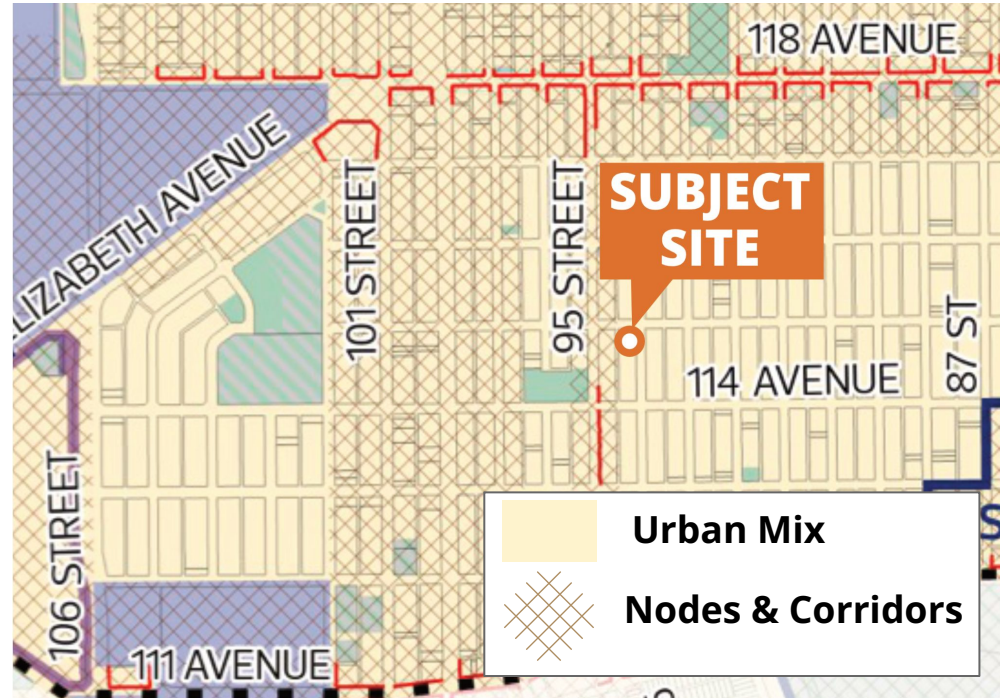 118 AVENUE
LIZABETH AVENUE
101 STREET
95 STREET
SUBJECT
SITE
87 ST
114 AVENUE
106 STREET
S
Urban Mix
Nodes & Corridors
111 AVENUE